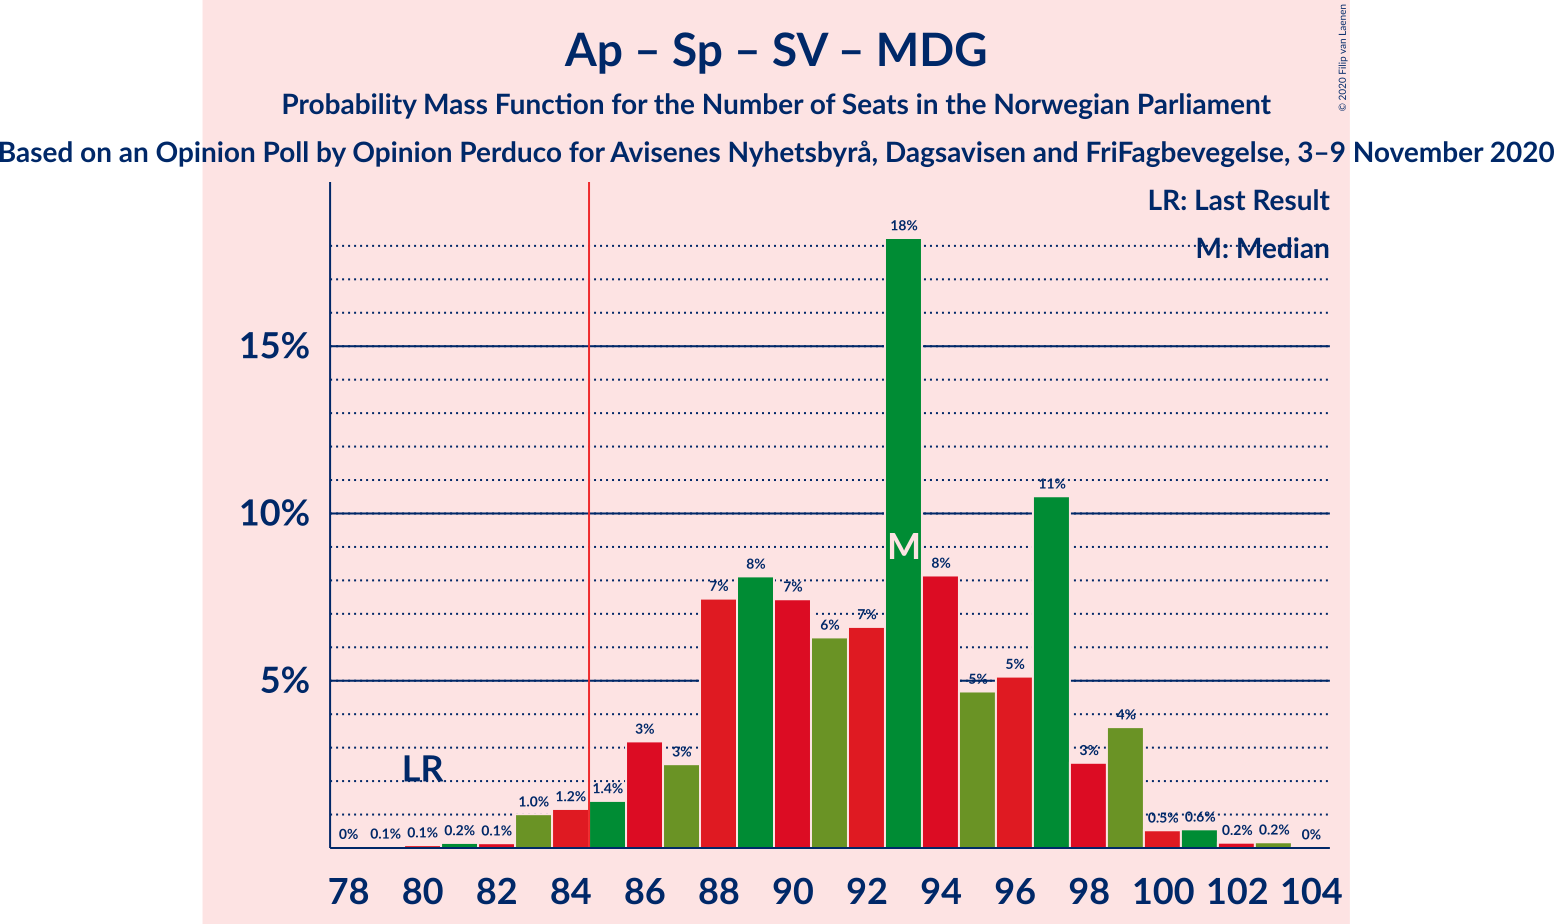 Ap – Sp – SV – MDG
Probability Mass Function for the Number of Seats in the Norwegian Parliament
Based on an Opinion Poll by Opinion Perduco for Avisenes Nyhetsbyrå, Dagsavisen and FriFagbevegelse, 3–9 November 2020
© 2020 Filip van Laenen
LR: Last Result
M: Median
18%
15%
11%
10%
M
8% 8%
7% 7% 7%
6%
5%
5% 5%
4%
3% 3% 3%
LR
1.0% 1.2% 1.4%
0% 0.1% 0.1% 0.2% 0.1% 0.5% 0.6% 0.2% 0.2% 0%
78 80 82 84 86 88 90 92 94 96 98 100 102 104